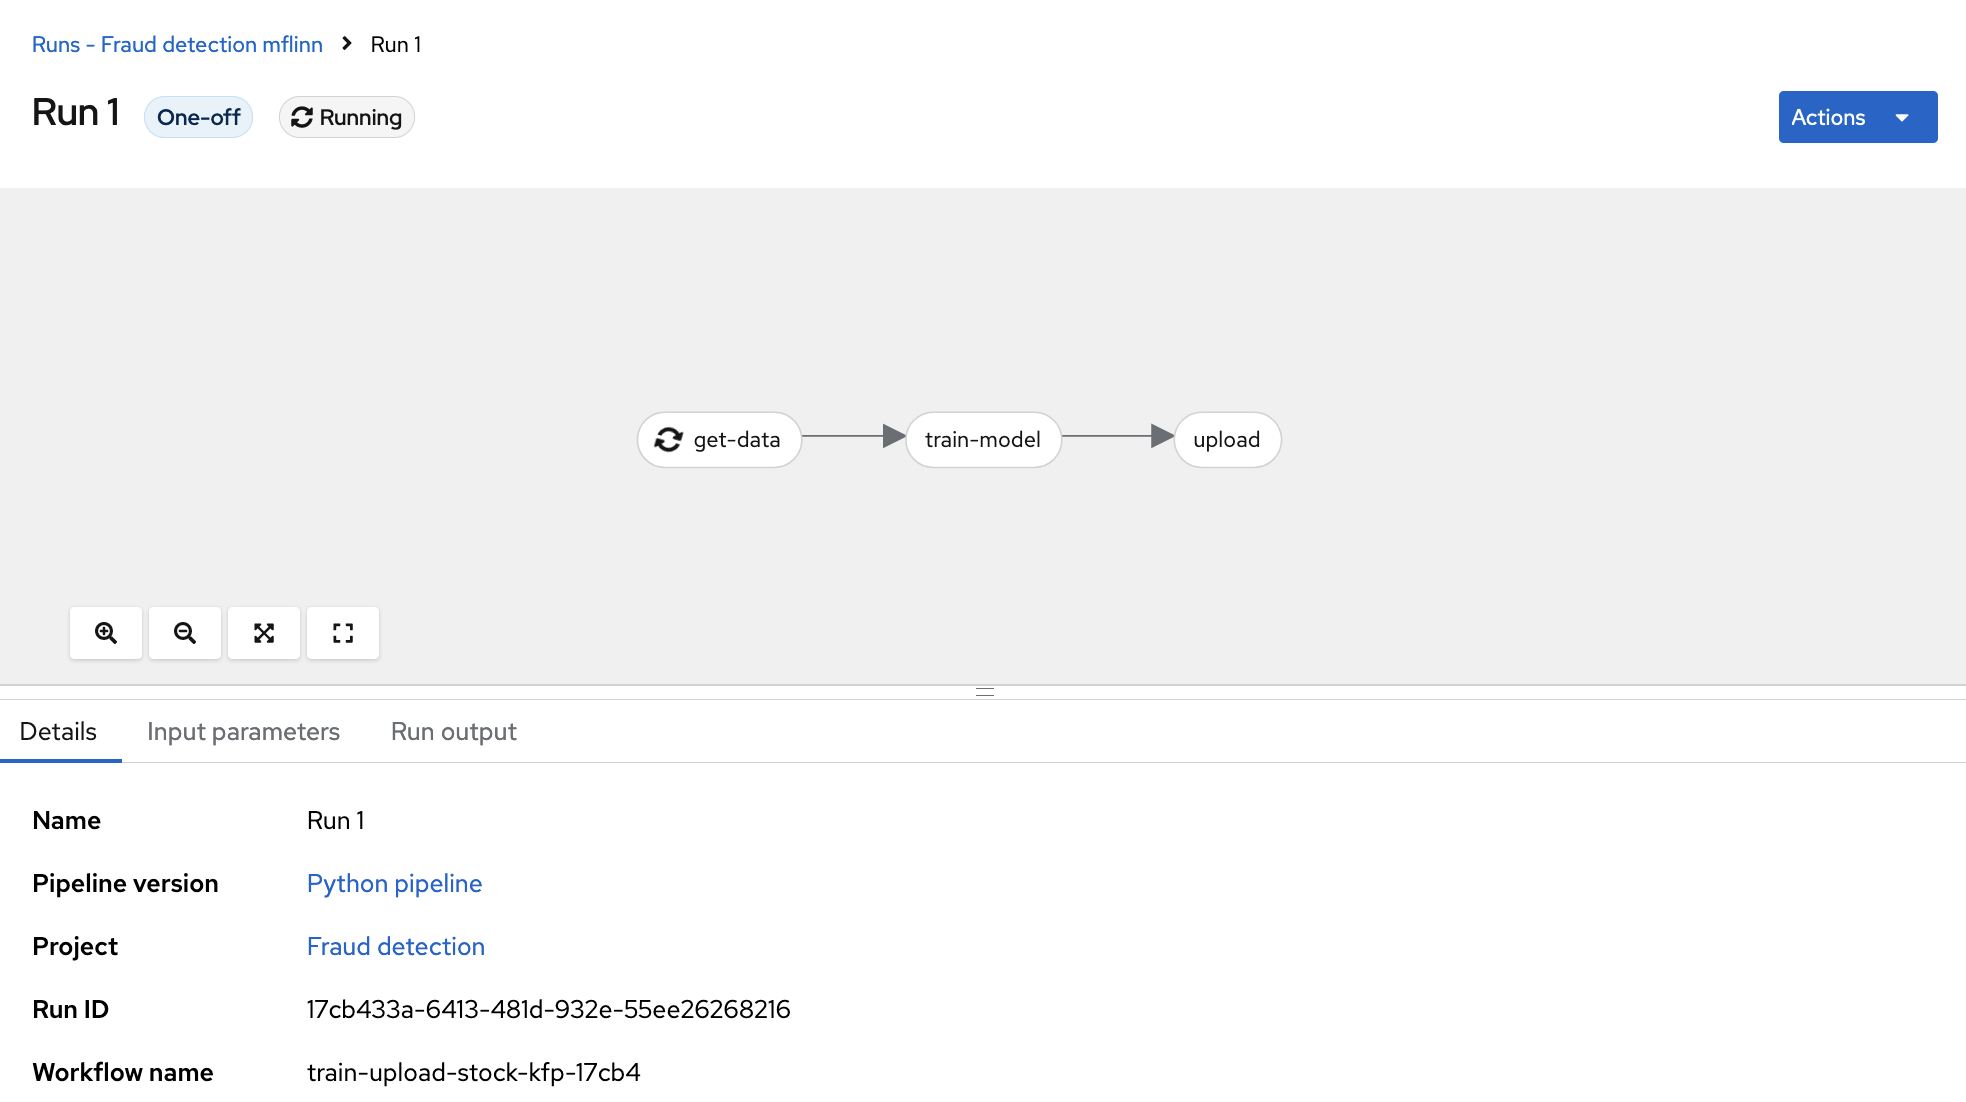 Runs - Fraud detection mflinn > Run 1
Run 1 One-off Running
Actions
get-data train-model upload
Details Input parameters Run output
Name Run 1
Pipeline version Python pipeline
Project Fraud detection
Run ID 17cb433a-6413-481d-932e-55ee26268216
Workflow name train-upload-stock-kfp-17cb4